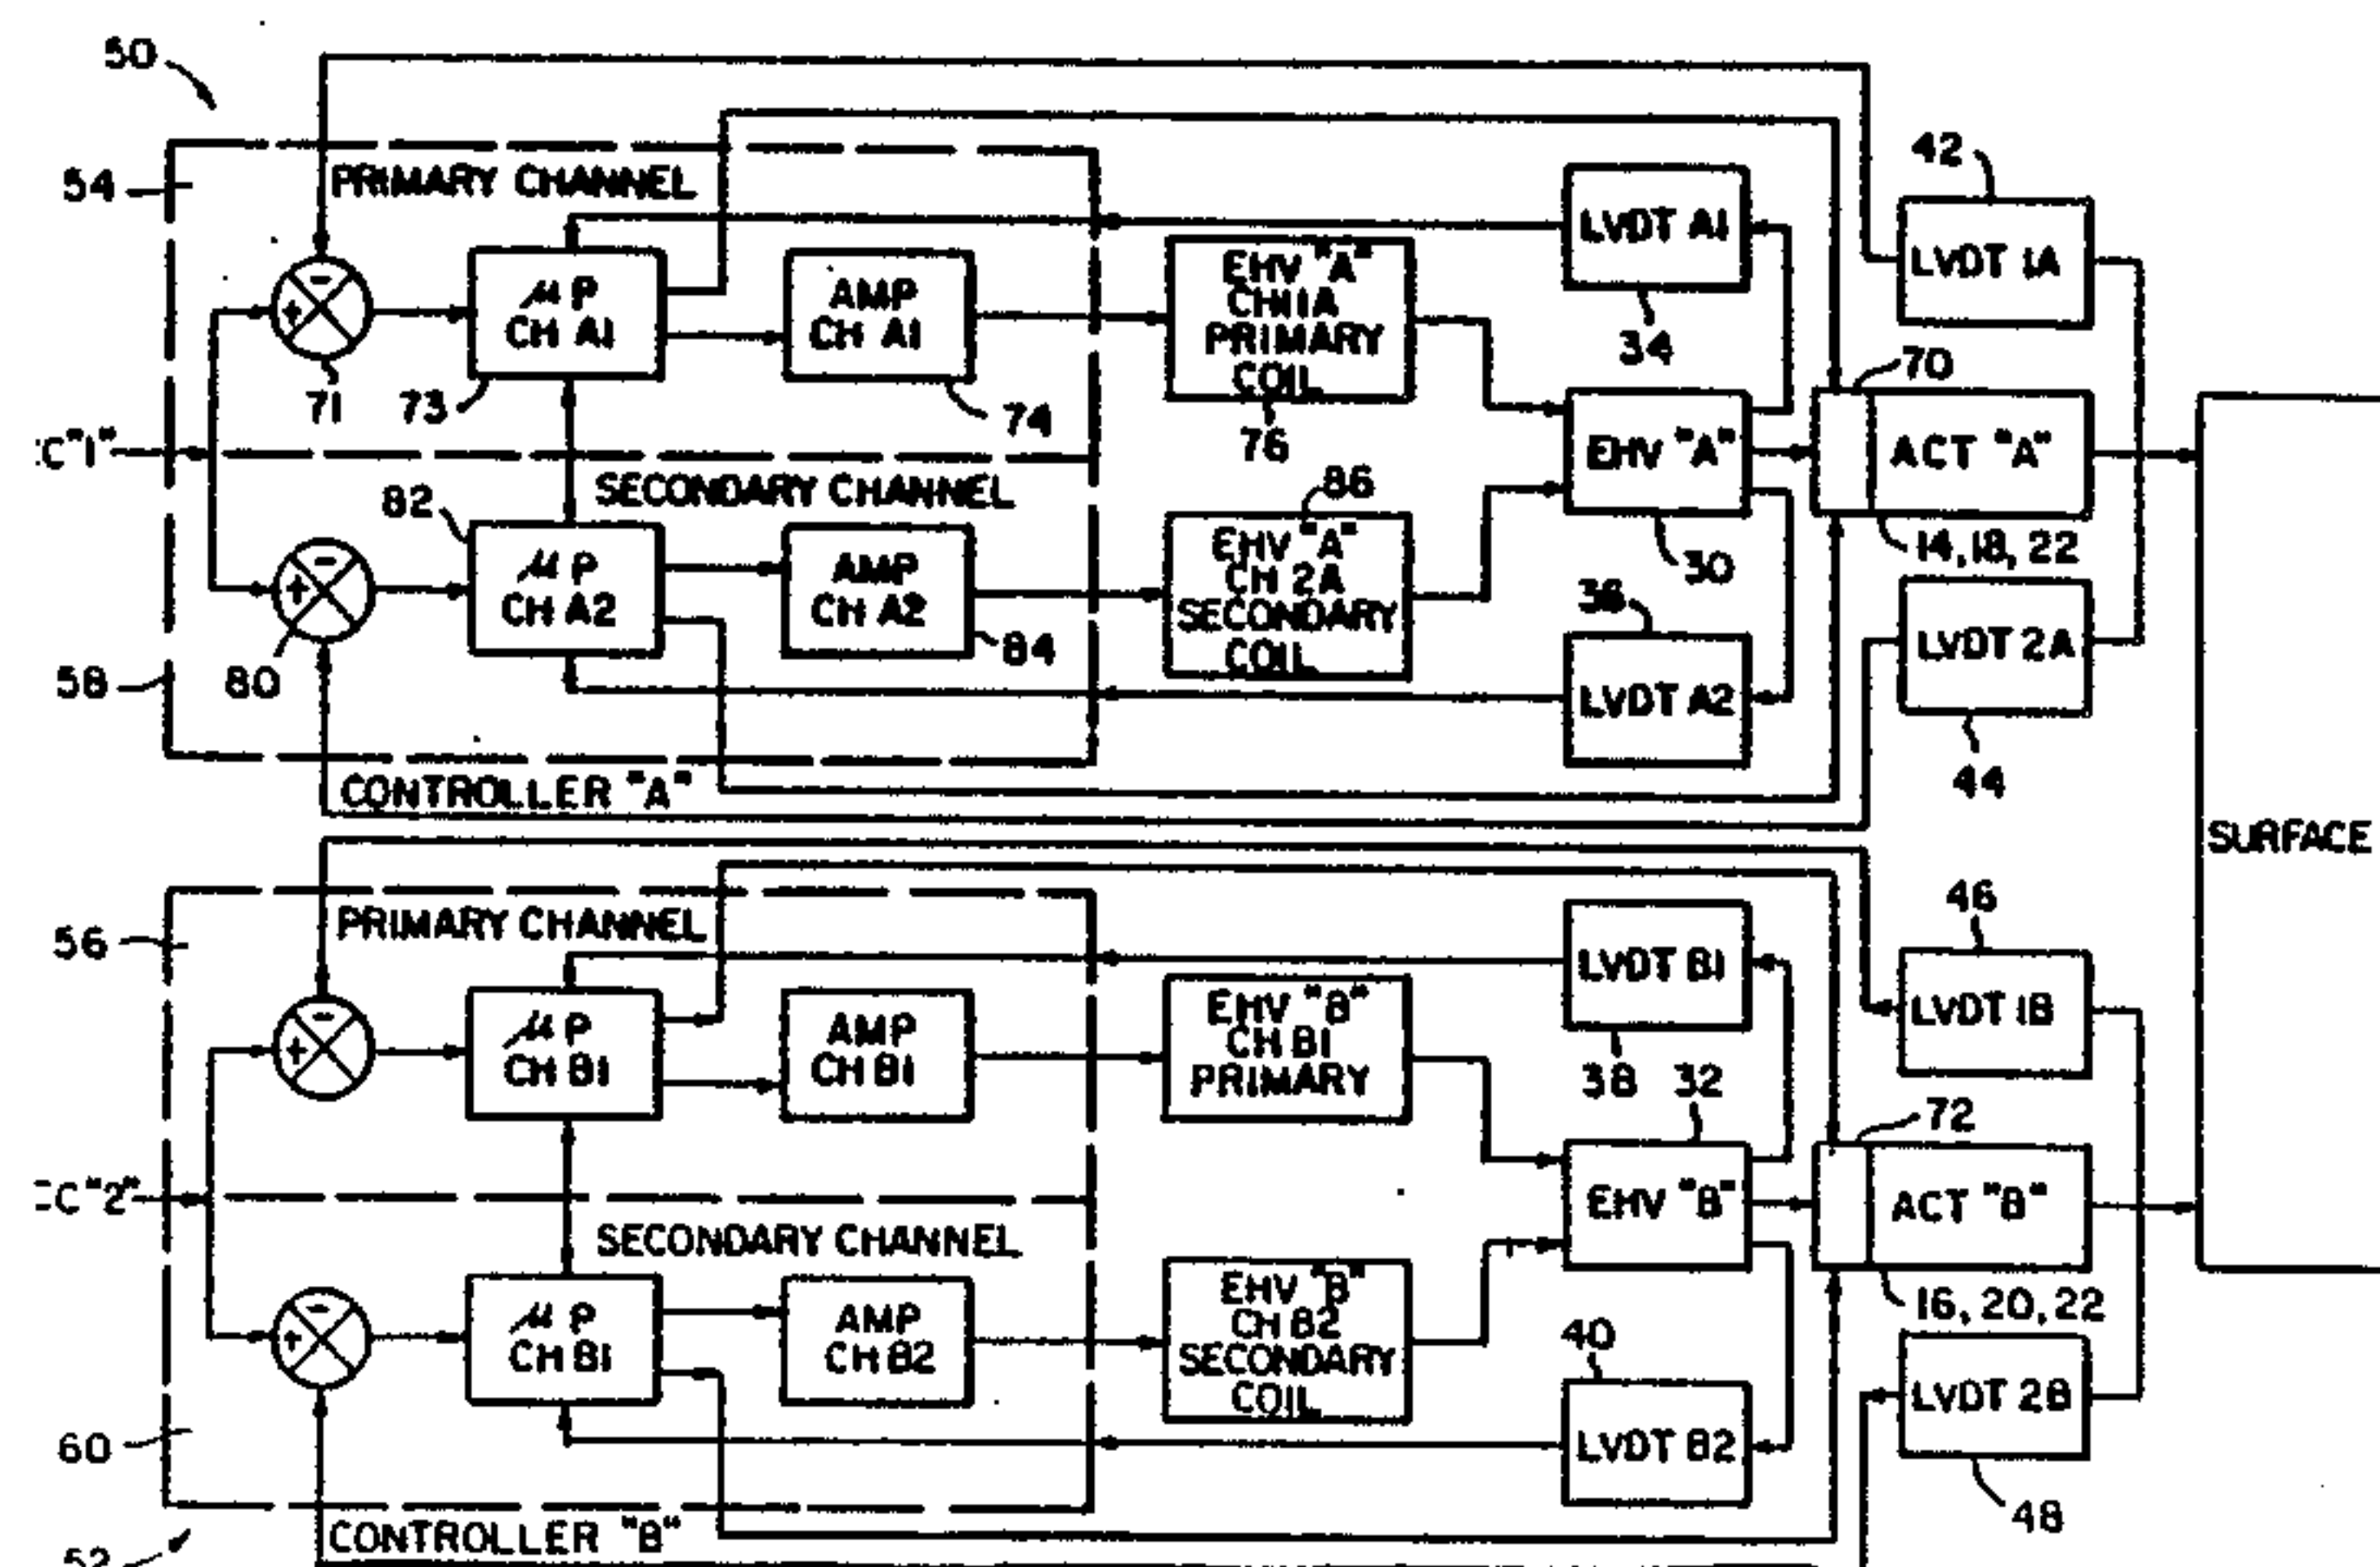 50
42
54
PRIMARY CHANNEL
LVDT A1
LVDT 1A
μP
CH A1
AMP
CH A1
EHV "A"
CH11A
PRIMARY
COIL
+
-
71
73
74
76
34
70
C"1"
EHV "A"
ACT "A"
SECONDARY CHANNEL
82
86
30
14, 18, 22
μP
CH A2
AMP
CH A2
EHV "A"
CH 2A
SECONDARY
COIL
+
-
36
LVDT 2A
58
80
84
LVDT A2
44
CONTROLLER "A"
SURFACE
56
PRIMARY CHANNEL
LVDT B1
46
LVDT 1B
+
-
μP
CH B1
AMP
CH B1
EHV "B"
CH B1
PRIMARY
38
32
72
C"2"
EHV "B"
ACT "B"
SECONDARY CHANNEL
16, 20, 22
+
-
μP
CH B1
AMP
CH B2
EHV "B"
CH B2
SECONDARY
COIL
40
LVDT 2B
60
LVDT B2
48
CONTROLLER "B"
52